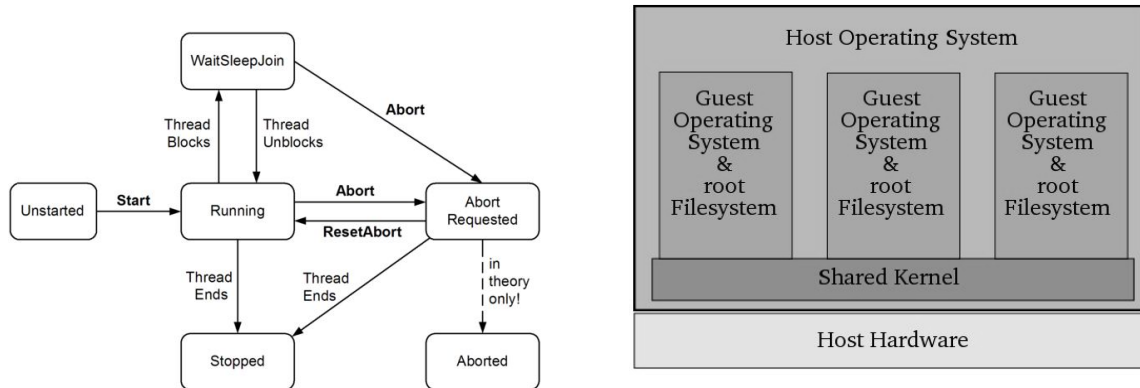 WaitSleepJoin
Abort
Thread
Blocks
Thread
Unblocks
Unstarted
Start
Running
Abort
ResetAbort
Abort
Requested
Thread
Ends
Thread
Ends
in
theory
only!
Stopped
Aborted
Host Operating System
Guest
Operating
System
&
root
Filesystem
Guest
Operating
System
&
root
Filesystem
Guest
Operating
System
&
root
Filesystem
Shared Kernel
Host Hardware